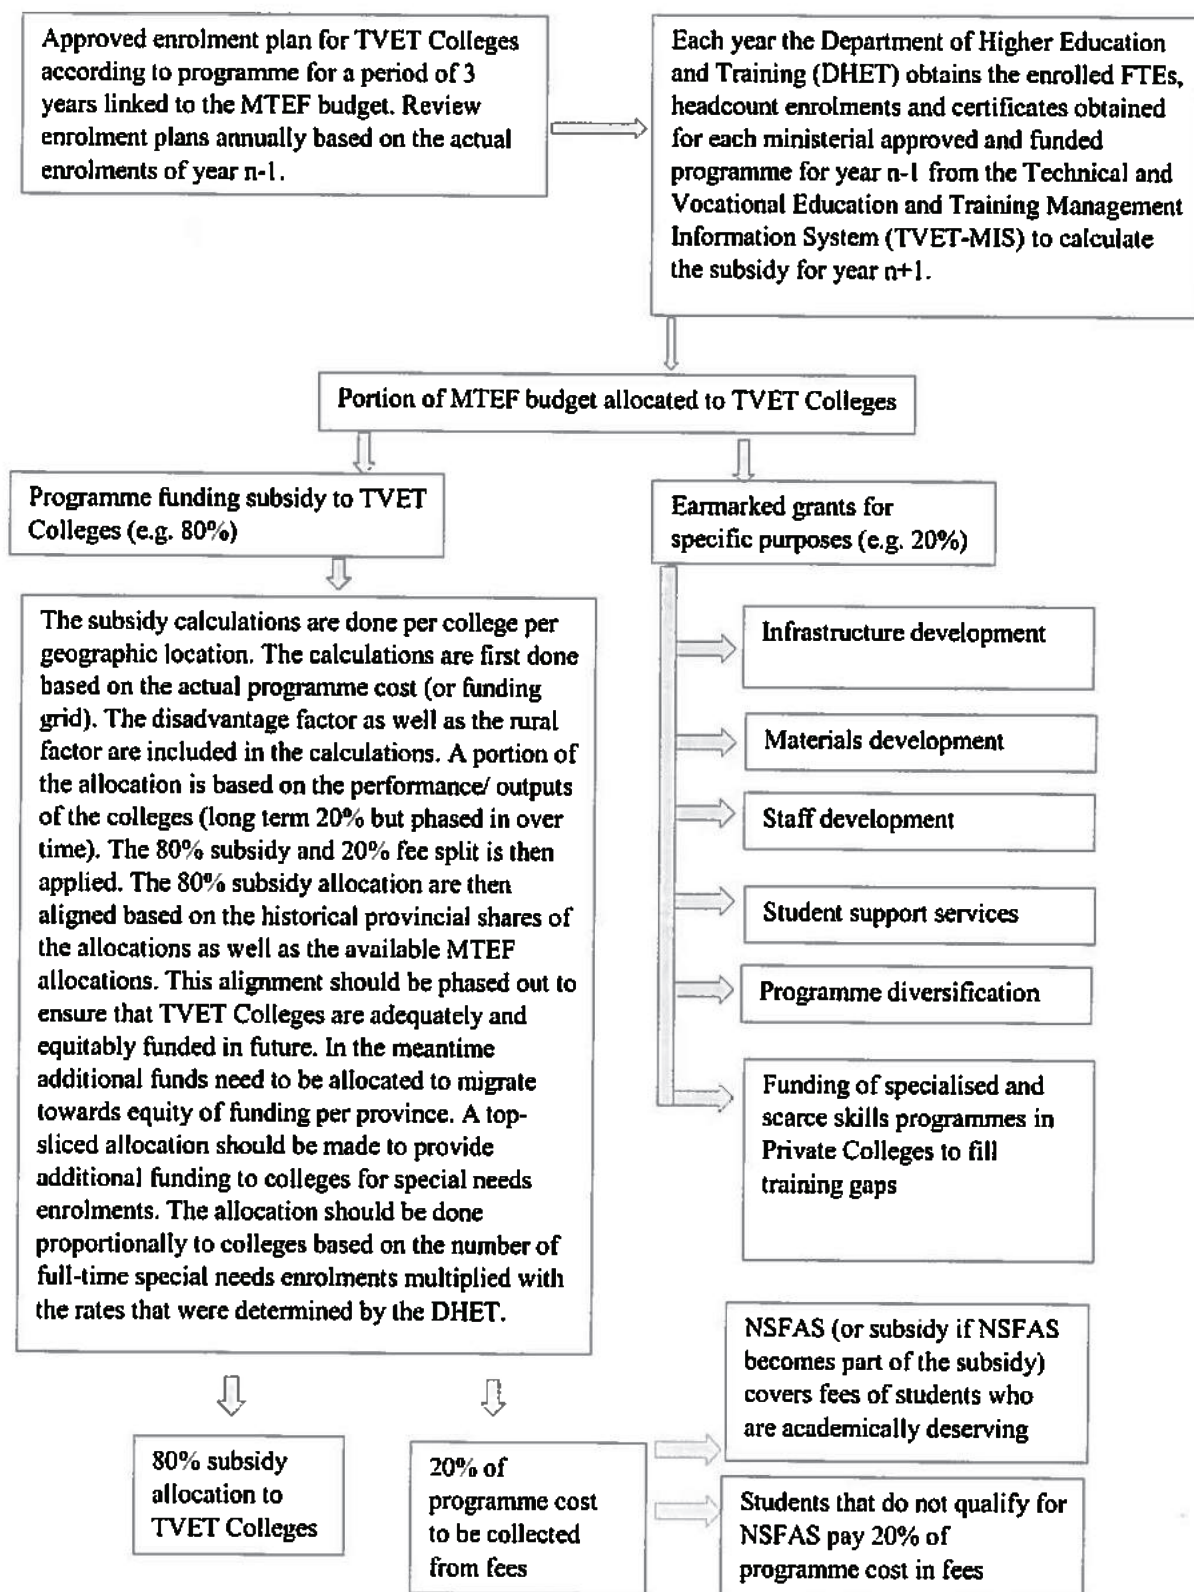 Approved enrolment plan for TVET Colleges
according to programme for a period of 3
years linked to the MTEF budget. Review
enrolment plans annually based on the actual
enrolments of year n-1.
Each year the Department of Higher Education
and Training (DHET) obtains the enrolled FTEs,
headcount enrolments and certificates obtained
for each ministerial approved and funded
programme for year n-1 from the Technical and
Vocational Education and Training Management
Information System (TVET-MIS) to calculate
the subsidy for year n+1.
Portion of MTEF budget allocated to TVET Colleges
Programme funding subsidy to TVET
Colleges (e.g. 80%)
Earmarked grants for
specific purposes (e.g. 20%)
The subsidy calculations are done per college per
geographic location. The calculations are first done
based on the actual programme cost (or funding
grid). The disadvantage factor as well as the rural
factor are included in the calculations. A portion of
the allocation is based on the performance/ outputs
of the colleges (long term 20% but phased in over
time). The 80% subsidy and 20% fee split is then
applied. The 80% subsidy allocation are then
aligned based on the historical provincial shares of
the allocations as well as the available MTEF
allocations. This alignment should be phased out to
ensure that TVET Colleges are adequately and
equitably funded in future. In the meantime
additional funds need to be allocated to migrate
towards equity of funding per province. A top-
sliced allocation should be made to provide
additional funding to colleges for special needs
enrolments. The allocation should be done
proportionally to colleges based on the number of
full-time special needs enrolments multiplied with
the rates that were determined by the DHET.
Infrastructure development
Materials development
Staff development
Student support services
Programme diversification
Funding of specialised and
scarce skills programmes in
Private Colleges to fill
training gaps
80% subsidy
allocation to
TVET Colleges
20% of
programme cost
to be collected
from fees
NSFAS (or subsidy if NSFAS
becomes part of the subsidy)
covers fees of students who
are academically deserving
Students that do not qualify for
NSFAS pay 20% of
programme cost in fees